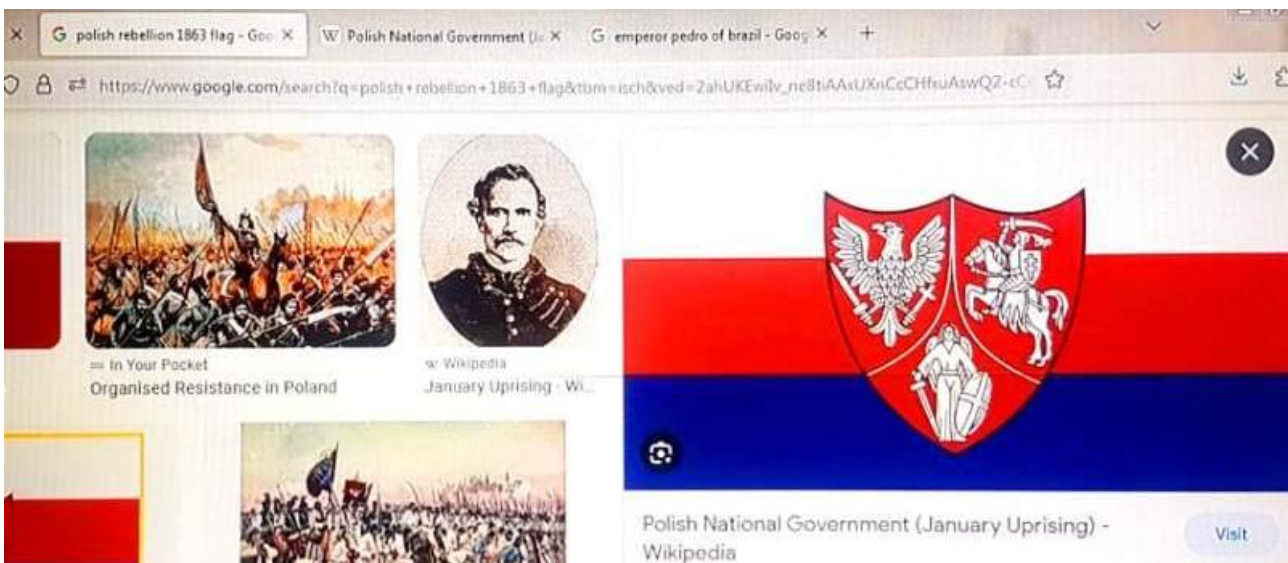 polish rebellion 1863 flag - Goo
Polish National Government (Ja
emperor pedro of brazil - Goog
https://www.google.com/search?q=polish+rebellion+1863+flag&tbm=isch&ved=
In Your Pocket
Organised Resistance in Poland
Wikipedia
January Uprising - Wi...
Polish National Government (January Uprising) -
Wikipedia
Visit